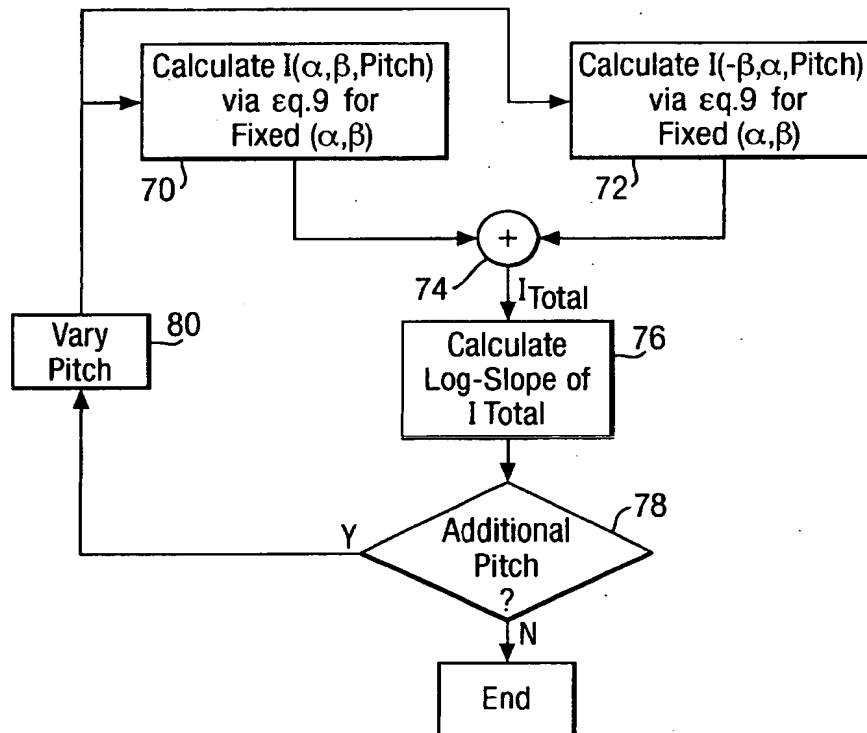 Calculate I(α,β,Pitch)
via εq.9 for
Fixed (α,β)
70
Calculate I(-β,α,Pitch)
via εq.9 for
Fixed (α,β)
72
+
74
I Total
Vary
Pitch
80
Calculate
Log-Slope of
I Total
76
Additional
Pitch
?
78
Y
N
End